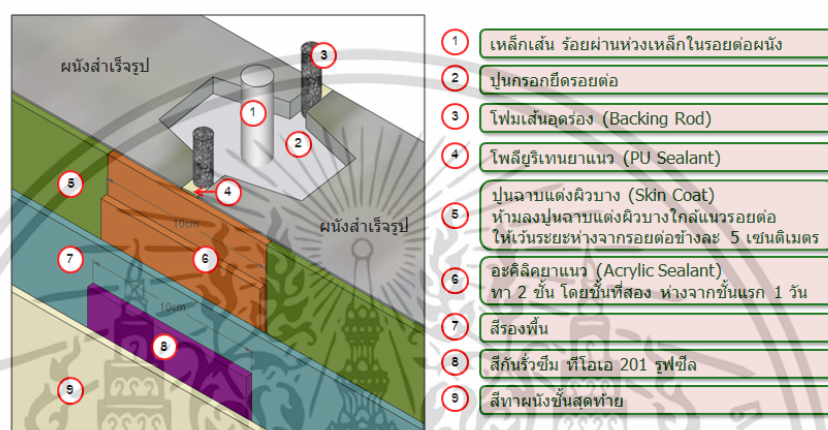 ผนังสำเร็จรูป
3
1
2
4
5
ผนังสำเร็จรูป
10cm
6
7
10cm
8
9
1 เหล็กเส้น ร้อยผ่านห่วงเหล็กในรอยต่อผนัง
2 ปูนกรอกยึดรอยต่อ
3 โฟมเส้นอุดร่อง (Backing Rod)
4 โพลียูริเทนยาแนว (PU Sealant)
5 ปูนฉาบแต่งผิวบาง (Skin Coat)
ห้ามลงปูนฉาบแต่งผิวบางใกล้แนวรอยต่อ
ให้เว้นระยะห่างจากรอยต่อข้างละ 5 เซนติเมตร
6 อะคิลิคยาแนว (Acrylic Sealant)
ทา 2 ชั้น โดยชั้นที่สอง ห่างจากชั้นแรก 1 วัน
7 สีรองพื้น
8 สีกันรั่วซึม ทีโอเอ 201 รูฟซีล
9 สีทาผนังชั้นสุดท้าย